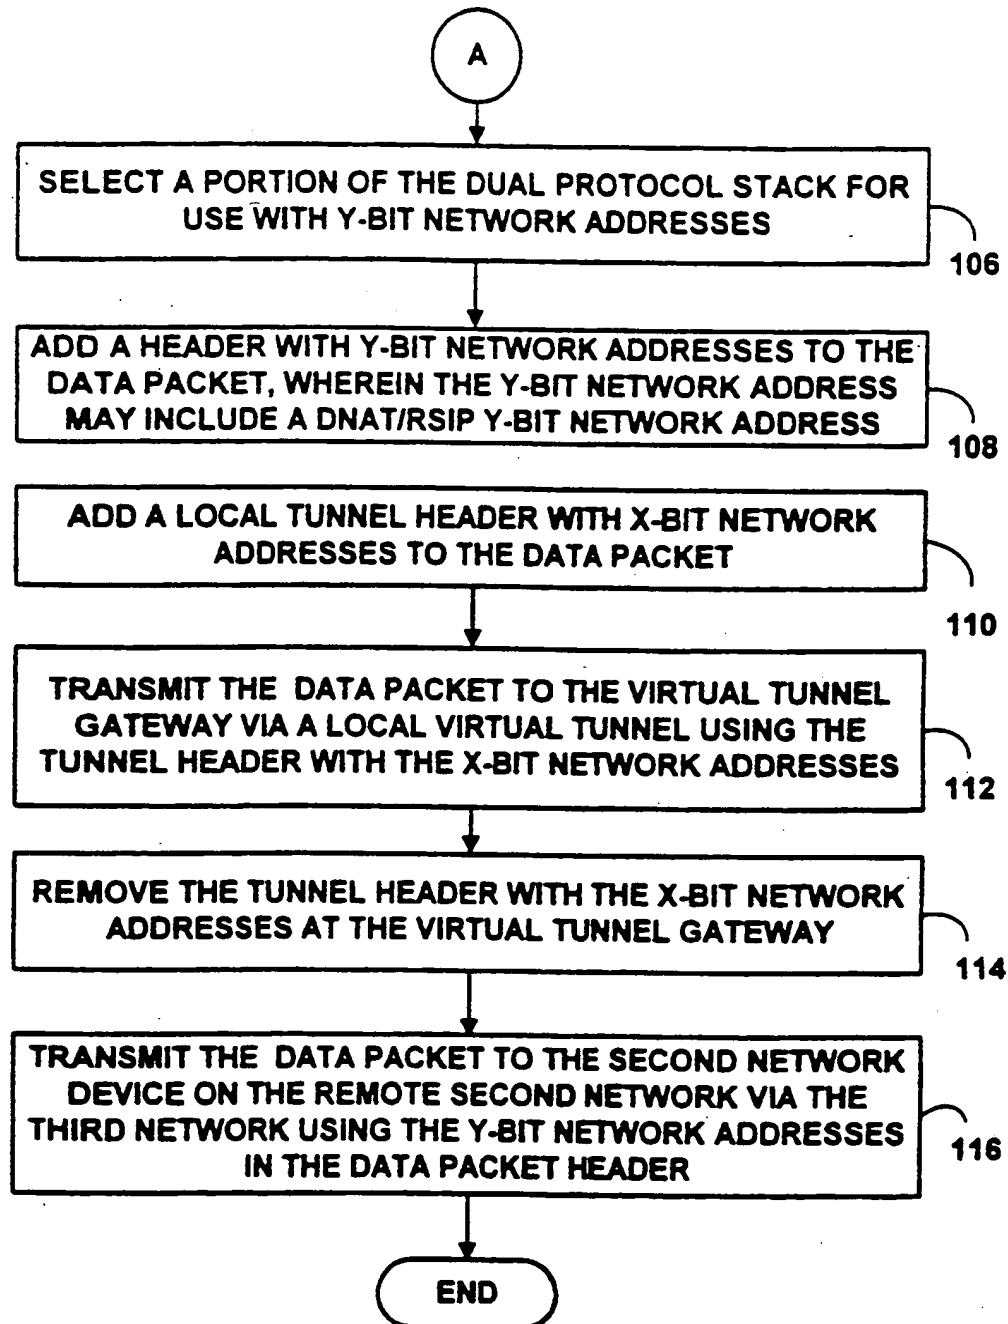 A
SELECT A PORTION OF THE DUAL PROTOCOL STACK FOR
USE WITH Y-BIT NETWORK ADDRESSES
106
ADD A HEADER WITH Y-BIT NETWORK ADDRESSES TO THE
DATA PACKET, WHEREIN THE Y-BIT NETWORK ADDRESS
MAY INCLUDE A DNAT/RSIP Y-BIT NETWORK ADDRESS
108
ADD A LOCAL TUNNEL HEADER WITH X-BIT NETWORK
ADDRESSES TO THE DATA PACKET
110
TRANSMIT THE DATA PACKET TO THE VIRTUAL TUNNEL
GATEWAY VIA A LOCAL VIRTUAL TUNNEL USING THE
TUNNEL HEADER WITH THE X-BIT NETWORK ADDRESSES
112
REMOVE THE TUNNEL HEADER WITH THE X-BIT NETWORK
ADDRESSES AT THE VIRTUAL TUNNEL GATEWAY
114
TRANSMIT THE DATA PACKET TO THE SECOND NETWORK
DEVICE ON THE REMOTE SECOND NETWORK VIA THE
THIRD NETWORK USING THE Y-BIT NETWORK ADDRESSES
IN THE DATA PACKET HEADER
116
END